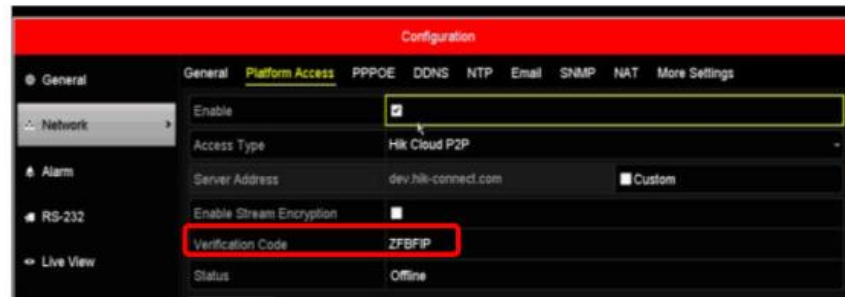 Configuration
General
Network
Alarm
RS-232
Live View
General Platform Access PPPOE DDNS NTP Email SNMP NAT More Settings
Enable
Access Type Hik Cloud P2P
Server Address dev.hik-connect.com Custom
Enable Stream Encryption
Verification Code ZFBFIP
Status Offline